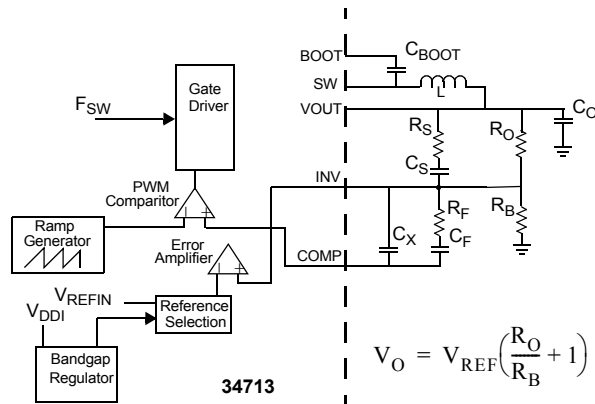 BOOT
C_BOOT
SW
L
VOUT
C_O
Gate
Driver
F_SW
R_S
R_O
C_S
INV
PWM
Comparitor
R_F
R_B
Ramp
Generator
Error
Amplifier
C_X
C_F
COMP
V_REFIN
V_DDI
Reference
Selection
Bandgap
Regulator
34713
V_O = V_REF(R_O/R_B + 1)